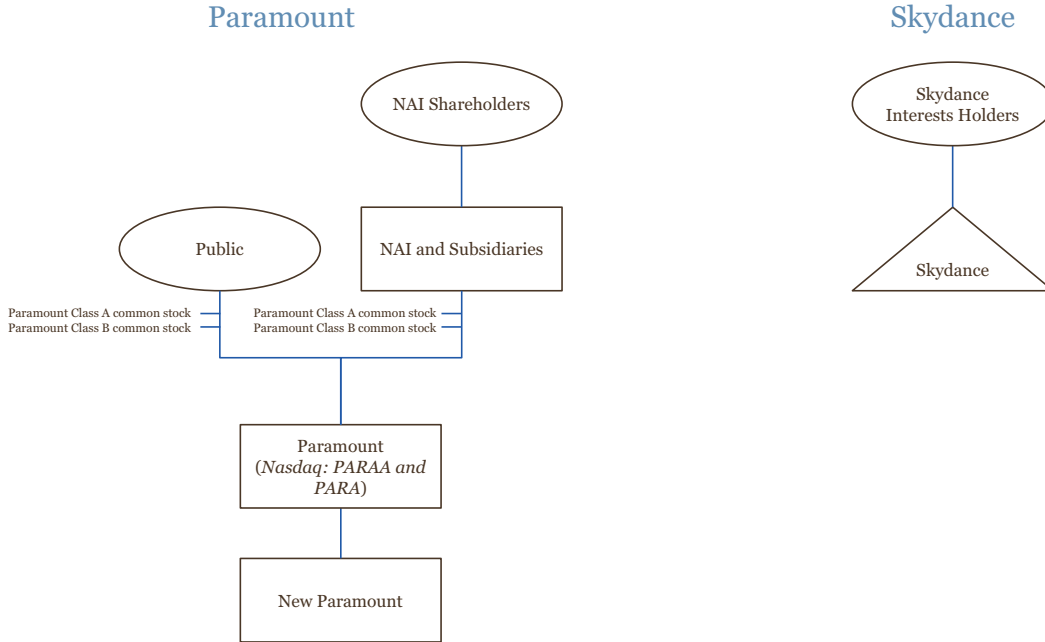 Paramount
Skydance
NAI Shareholders
Skydance
Interests Holders
Public
NAI and Subsidiaries
Skydance
Paramount Class A common stock
Paramount Class B common stock
Paramount Class A common stock
Paramount Class B common stock
Paramount
(Nasdaq: PARAA and
PARA)
New Paramount